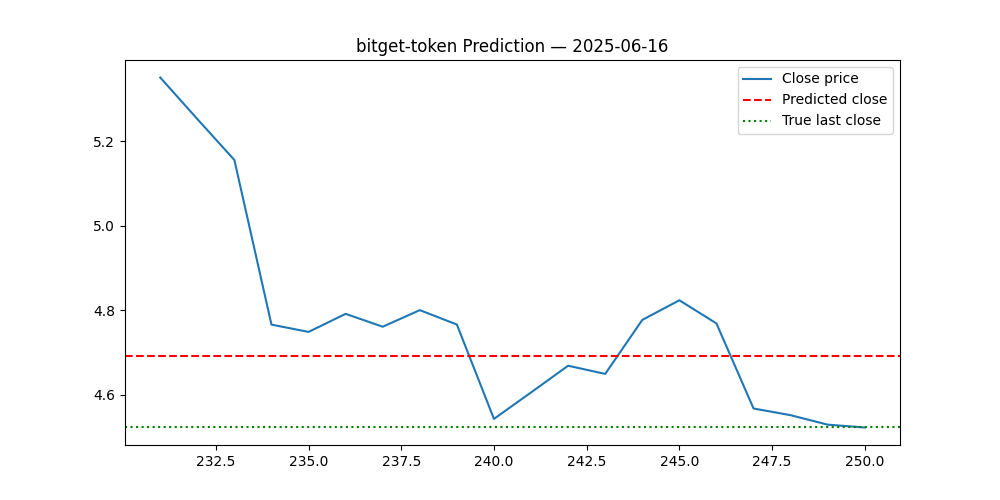 bitget-token Prediction — 2025-06-16
Close price
Predicted close
True last close
5.2
5.0
4.8
4.6
232.5 235.0 237.5 240.0 242.5 245.0 247.5 250.0